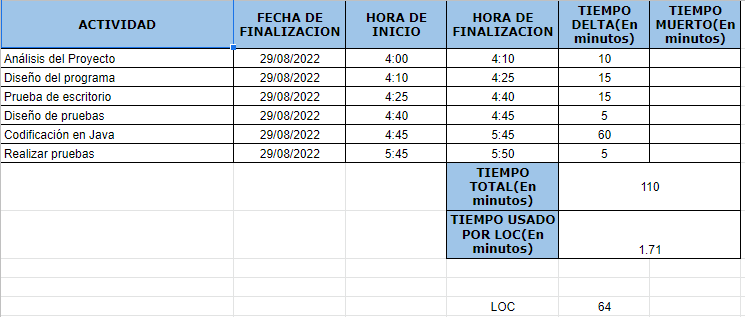 ACTIVIDAD FECHA DE FINALIZACION HORA DE INICIO HORA DE FINALIZACION TIEMPO DELTA(En minutos) TIEMPO MUERTO(En minutos)
Análisis del Proyecto 29/08/2022 4:00 4:10 10
Diseño del programa 29/08/2022 4:10 4:25 15
Prueba de escritorio 29/08/2022 4:25 4:40 15
Diseño de pruebas 29/08/2022 4:40 4:45 5
Codificación en Java 29/08/2022 4:45 5:45 60
Realizar pruebas 29/08/2022 5:45 5:50 5
TIEMPO TOTAL(En minutos) 110
TIEMPO USADO POR LOC(En minutos) 1.71
LOC 64